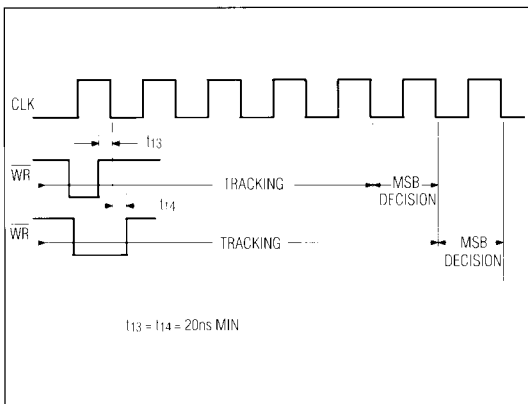 CLK
t13
WR
TRACKING
MSB
DECISION
t14
WR
TRACKING
MSB
DECISION
t13 = t14 = 20ns MIN